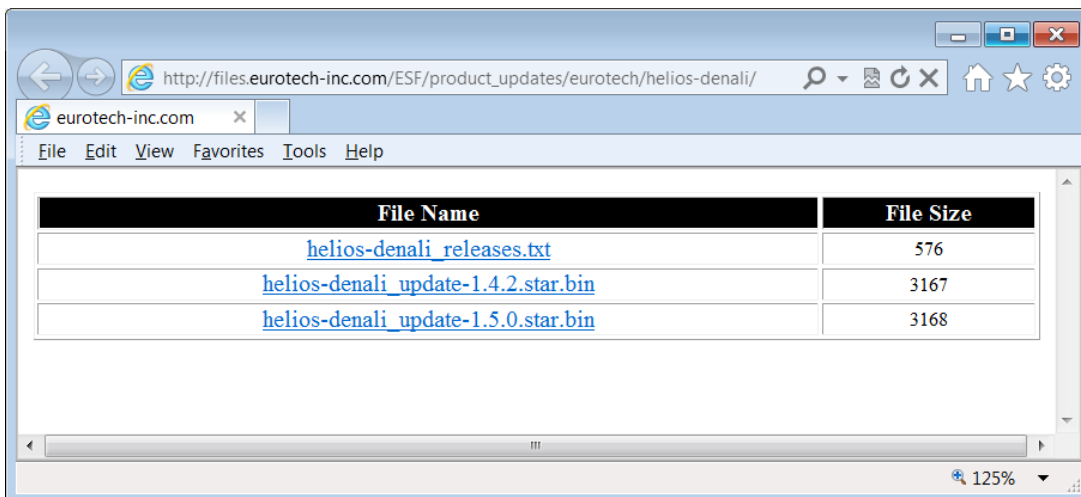 http://files.eurotech-inc.com/ESF/product_updates/eurotech/helios-denali/
eurotech-inc.com
File Edit View Favorites Tools Help
File Name File Size
helios-denali_releases.txt 576
helios-denali_update-1.4.2.star.bin 3167
helios-denali_update-1.5.0.star.bin 3168
125%